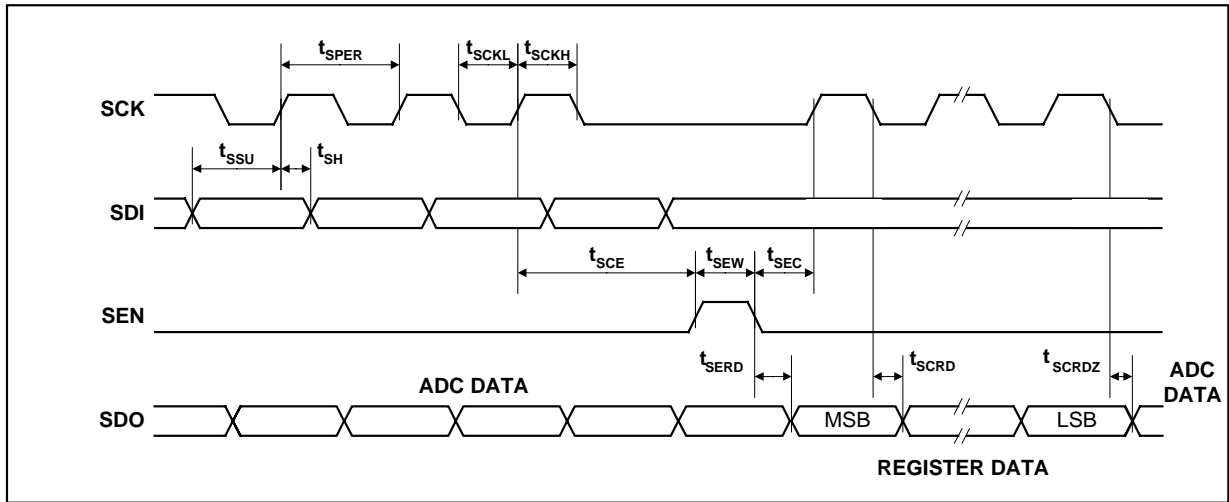 tSPER tSCKL tSCKH
SCK
tSSU tSH
SDI
tSCE tSEW tSEC
SEN
tSERD tSCRD tSCRDZ
ADC DATA
ADC DATA
SDO
MSB
LSB
REGISTER DATA